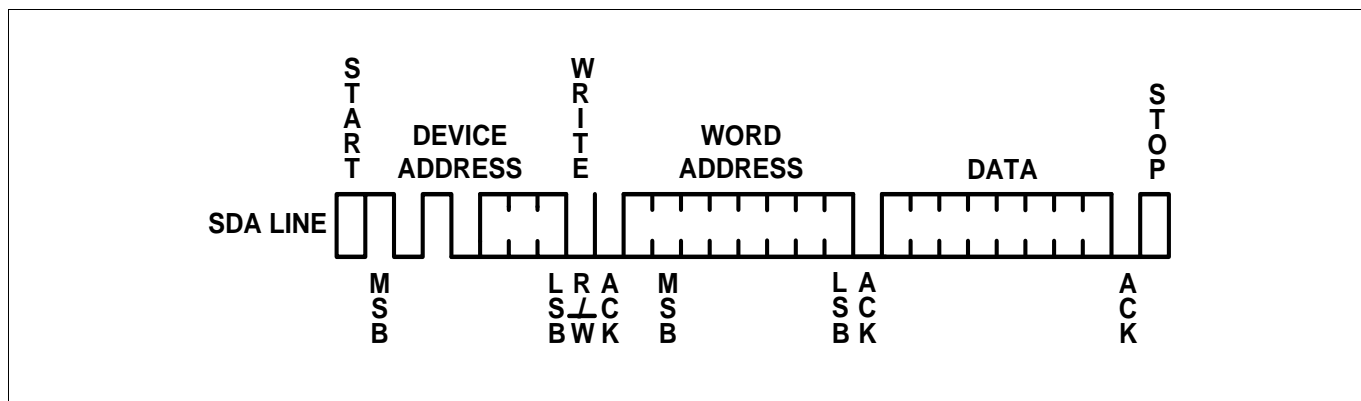 START
DEVICE
ADDRESS
WRITE
WORD
ADDRESS
DATA
STOP
SDA LINE
MSB
LSB
R/W
ACK
MSB
LSB
ACK
ACK